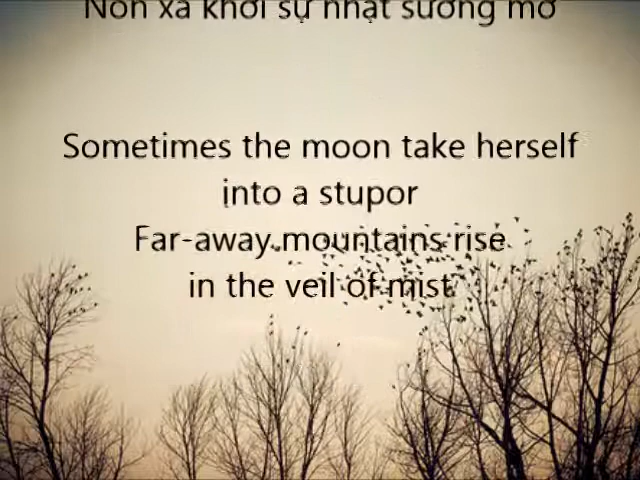 Non xa khởi sự nhạt sương mờ
Sometimes the moon take herself
into a stupor
Far-away mountains rise
in the veil of mist